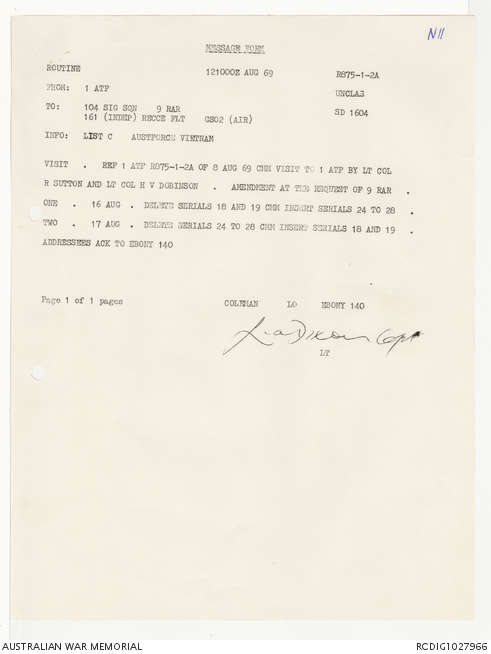 N11
MESSAGE FORM
ROUTINE 121000Z AUG 69 R875-1-2A
FROM: 1 ATF UNCLAS
TO: 104 SIG SQN 9 RAR SD 1604
161 (INDEP) RECCE FLT GSO2 (AIR)
INFO: LIST C AUSTFORCE VIETNAM
VISIT . REF 1 ATF R875-1-2A OF 8 AUG 69 CMM VISIT TO 1 ATF BY LT COL
R SUTTON AND LT COL H V DOBINSON . AMENDMENT AT THE REQUEST OF 9 RAR .
ONE . 16 AUG . DELETE SERIALS 18 AND 19 CMM INSERT SERIALS 24 TO 28 .
TWO . 17 AUG . DELETE SERIALS 24 TO 28 CMM INSERT SERIALS 18 AND 19 .
ADDRESSEES ACK TO EBONY 140
Page 1 of 1 pages COLEMAN LO EBONY 140
Dixon Capt
LT
AUSTRALIAN WAR MEMORIAL RCDIG1027966